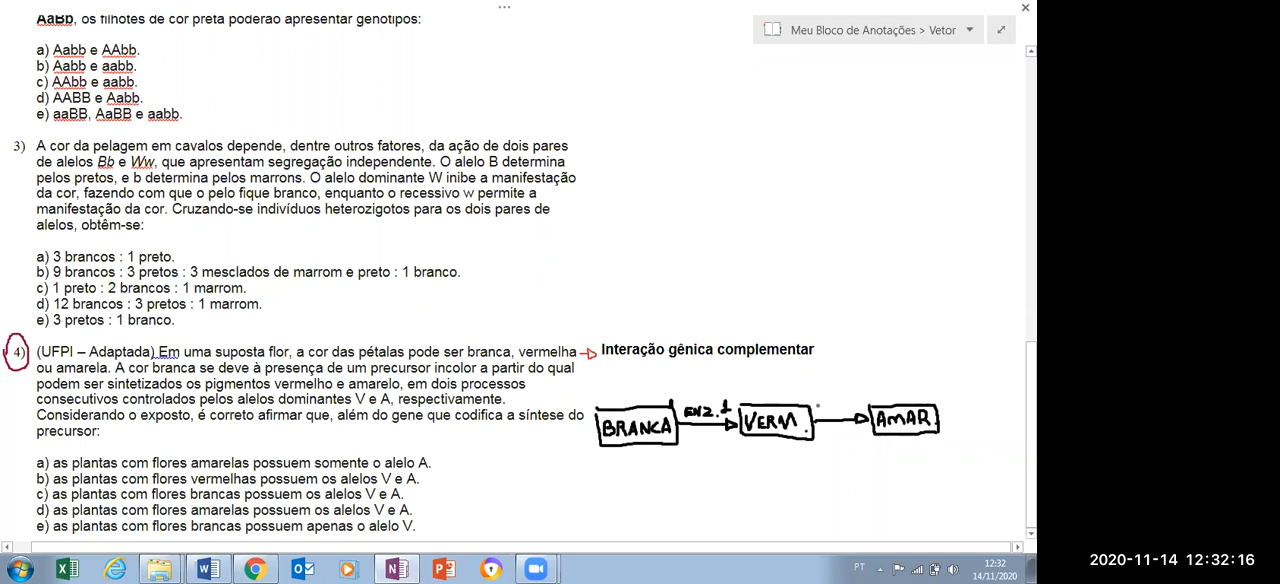 AaBb, os filhotes de cor preta poderão apresentar genótipos:
a) Aabb e AAbb.
b) Aabb e aabb.
c) AAbb e aabb.
d) AABB e Aabb.
e) aaBB, AaBB e aabb.
Meu Bloco de Anotações > Vetor
3) A cor da pelagem em cavalos depende, dentre outros fatores, da ação de dois pares
de alelos Bb e Ww, que apresentam segregação independente. O alelo B determina
pelos pretos, e b determina pelos marrons. O alelo dominante W inibe a manifestação
da cor, fazendo com que o pelo fique branco, enquanto o recessivo w permite a
manifestação da cor. Cruzando-se indivíduos heterozigotos para os dois pares de
alelos, obtêm-se:
a) 3 brancos : 1 preto.
b) 9 brancos : 3 pretos : 3 mesclados de marrom e preto : 1 branco.
c) 1 preto : 2 brancos : 1 marrom.
d) 12 brancos : 3 pretos : 1 marrom.
e) 3 pretos : 1 branco.
4) (UFPI – Adaptada) Em uma suposta flor, a cor das pétalas pode ser branca, vermelha
ou amarela. A cor branca se deve à presença de um precursor incolor a partir do qual
podem ser sintetizados os pigmentos vermelho e amarelo, em dois processos
consecutivos controlados pelos alelos dominantes V e A, respectivamente.
Considerando o exposto, é correto afirmar que, além do gene que codifica a síntese do
precursor:
Interação gênica complementar
BRANCA ENZ. 1 VERM. AMAR.
a) as plantas com flores amarelas possuem somente o alelo A.
b) as plantas com flores vermelhas possuem os alelos V e A.
c) as plantas com flores brancas possuem os alelos V e A.
d) as plantas com flores amarelas possuem os alelos V e A.
e) as plantas com flores brancas possuem apenas o alelo V.
PT
12:32
14/11/2020
2020-11-14 12:32:16